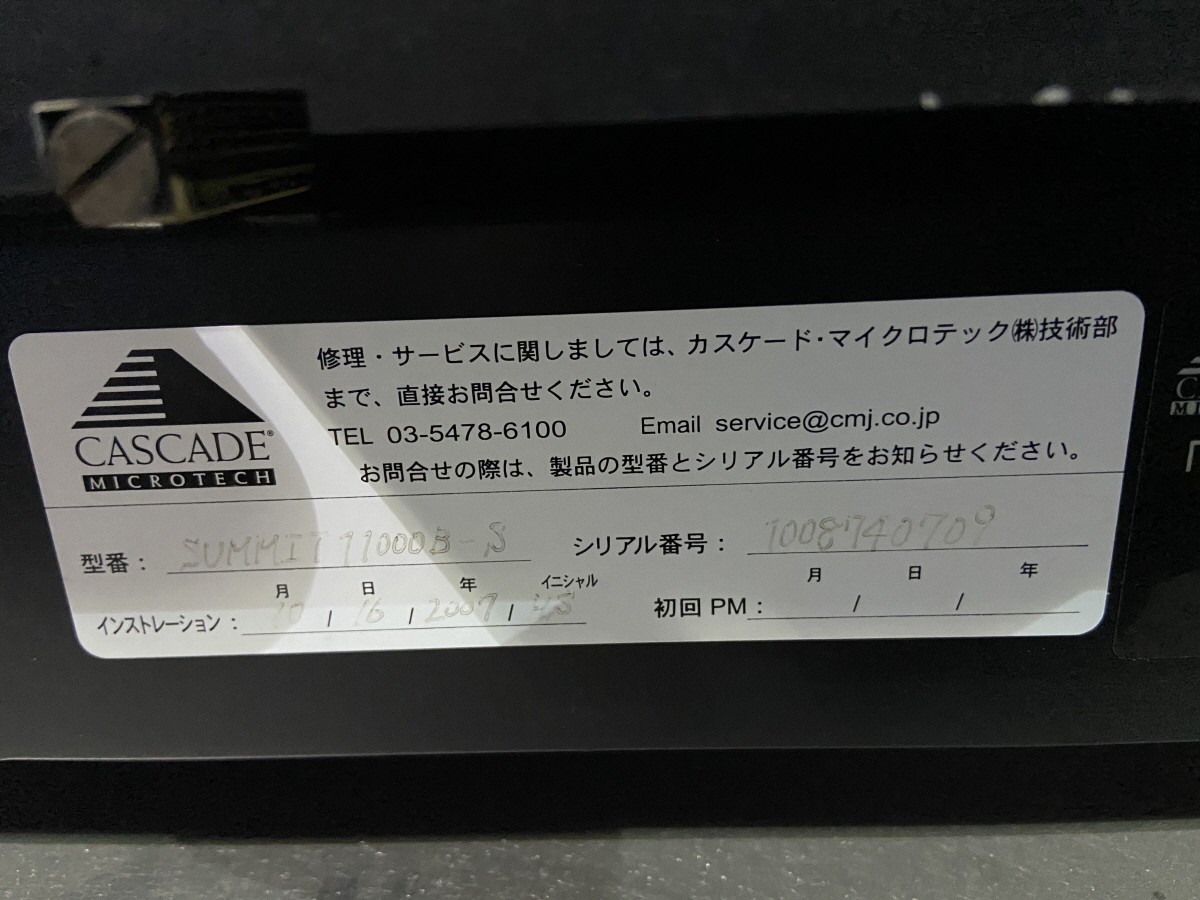 修理・サービスに関しましては、カスケード・マイクロテック㈱技術部
まで、直接お問合せください。
TEL 03-5478-6100 Email service@cmj.co.jp
お問合せの際は、製品の型番とシリアル番号をお知らせください。
CASCADE®
MICROTECH
型番： SUMMIT 11000B-S シリアル番号： 1008740709
月 日 年 イニシャル 月 日 年
インストレーション： 10 / 16 / 2007 / 初回 PM： / /